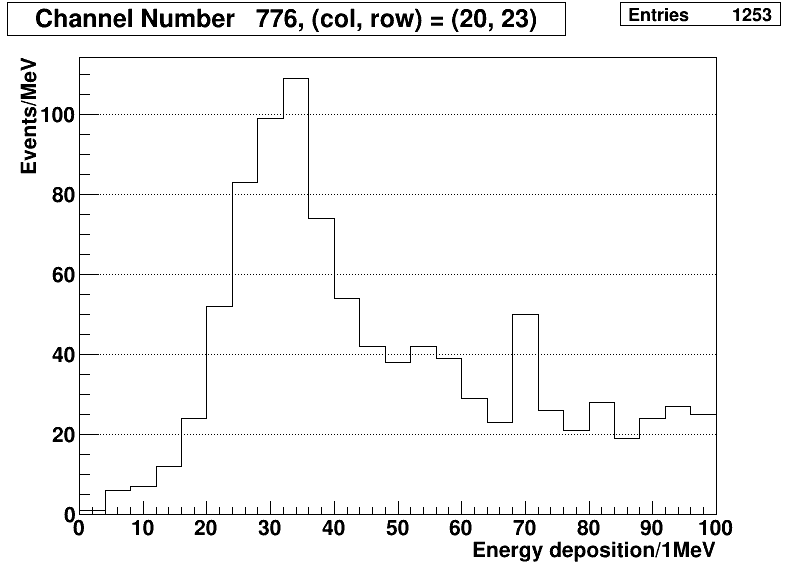 Channel Number 776, (col, row) = (20, 23)
Entries 1253
Events/MeV
100
80
60
40
20
0
0 10 20 30 40 50 60 70 80 90 100
Energy deposition/1MeV